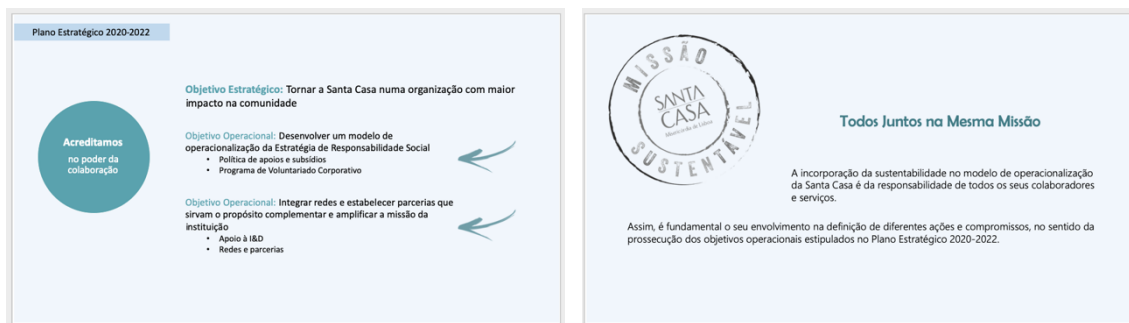 Plano Estratégico 2020-2022
Acreditamos
no poder da
colaboração
Objetivo Estratégico: Tornar a Santa Casa numa organização com maior
impacto na comunidade
Objetivo Operacional: Desenvolver um modelo de
operacionalização da Estratégia de Responsabilidade Social
• Política de apoios e subsídios
• Programa de Voluntariado Corporativo
Objetivo Operacional: Integrar redes e estabelecer parcerias que
sirvam o propósito complementar e amplificar a missão da
instituição
• Apoio à I&D
• Redes e parcerias
MISSÃO
SANTA
CASA
Misericórdia de Lisboa
SUSTENTÁVEL
Todos Juntos na Mesma Missão
A incorporação da sustentabilidade no modelo de operacionalização
da Santa Casa é da responsabilidade de todos os seus colaboradores
e serviços.
Assim, é fundamental o seu envolvimento na definição de diferentes ações e compromissos, no sentido da
prossecução dos objetivos operacionais estipulados no Plano Estratégico 2020-2022.